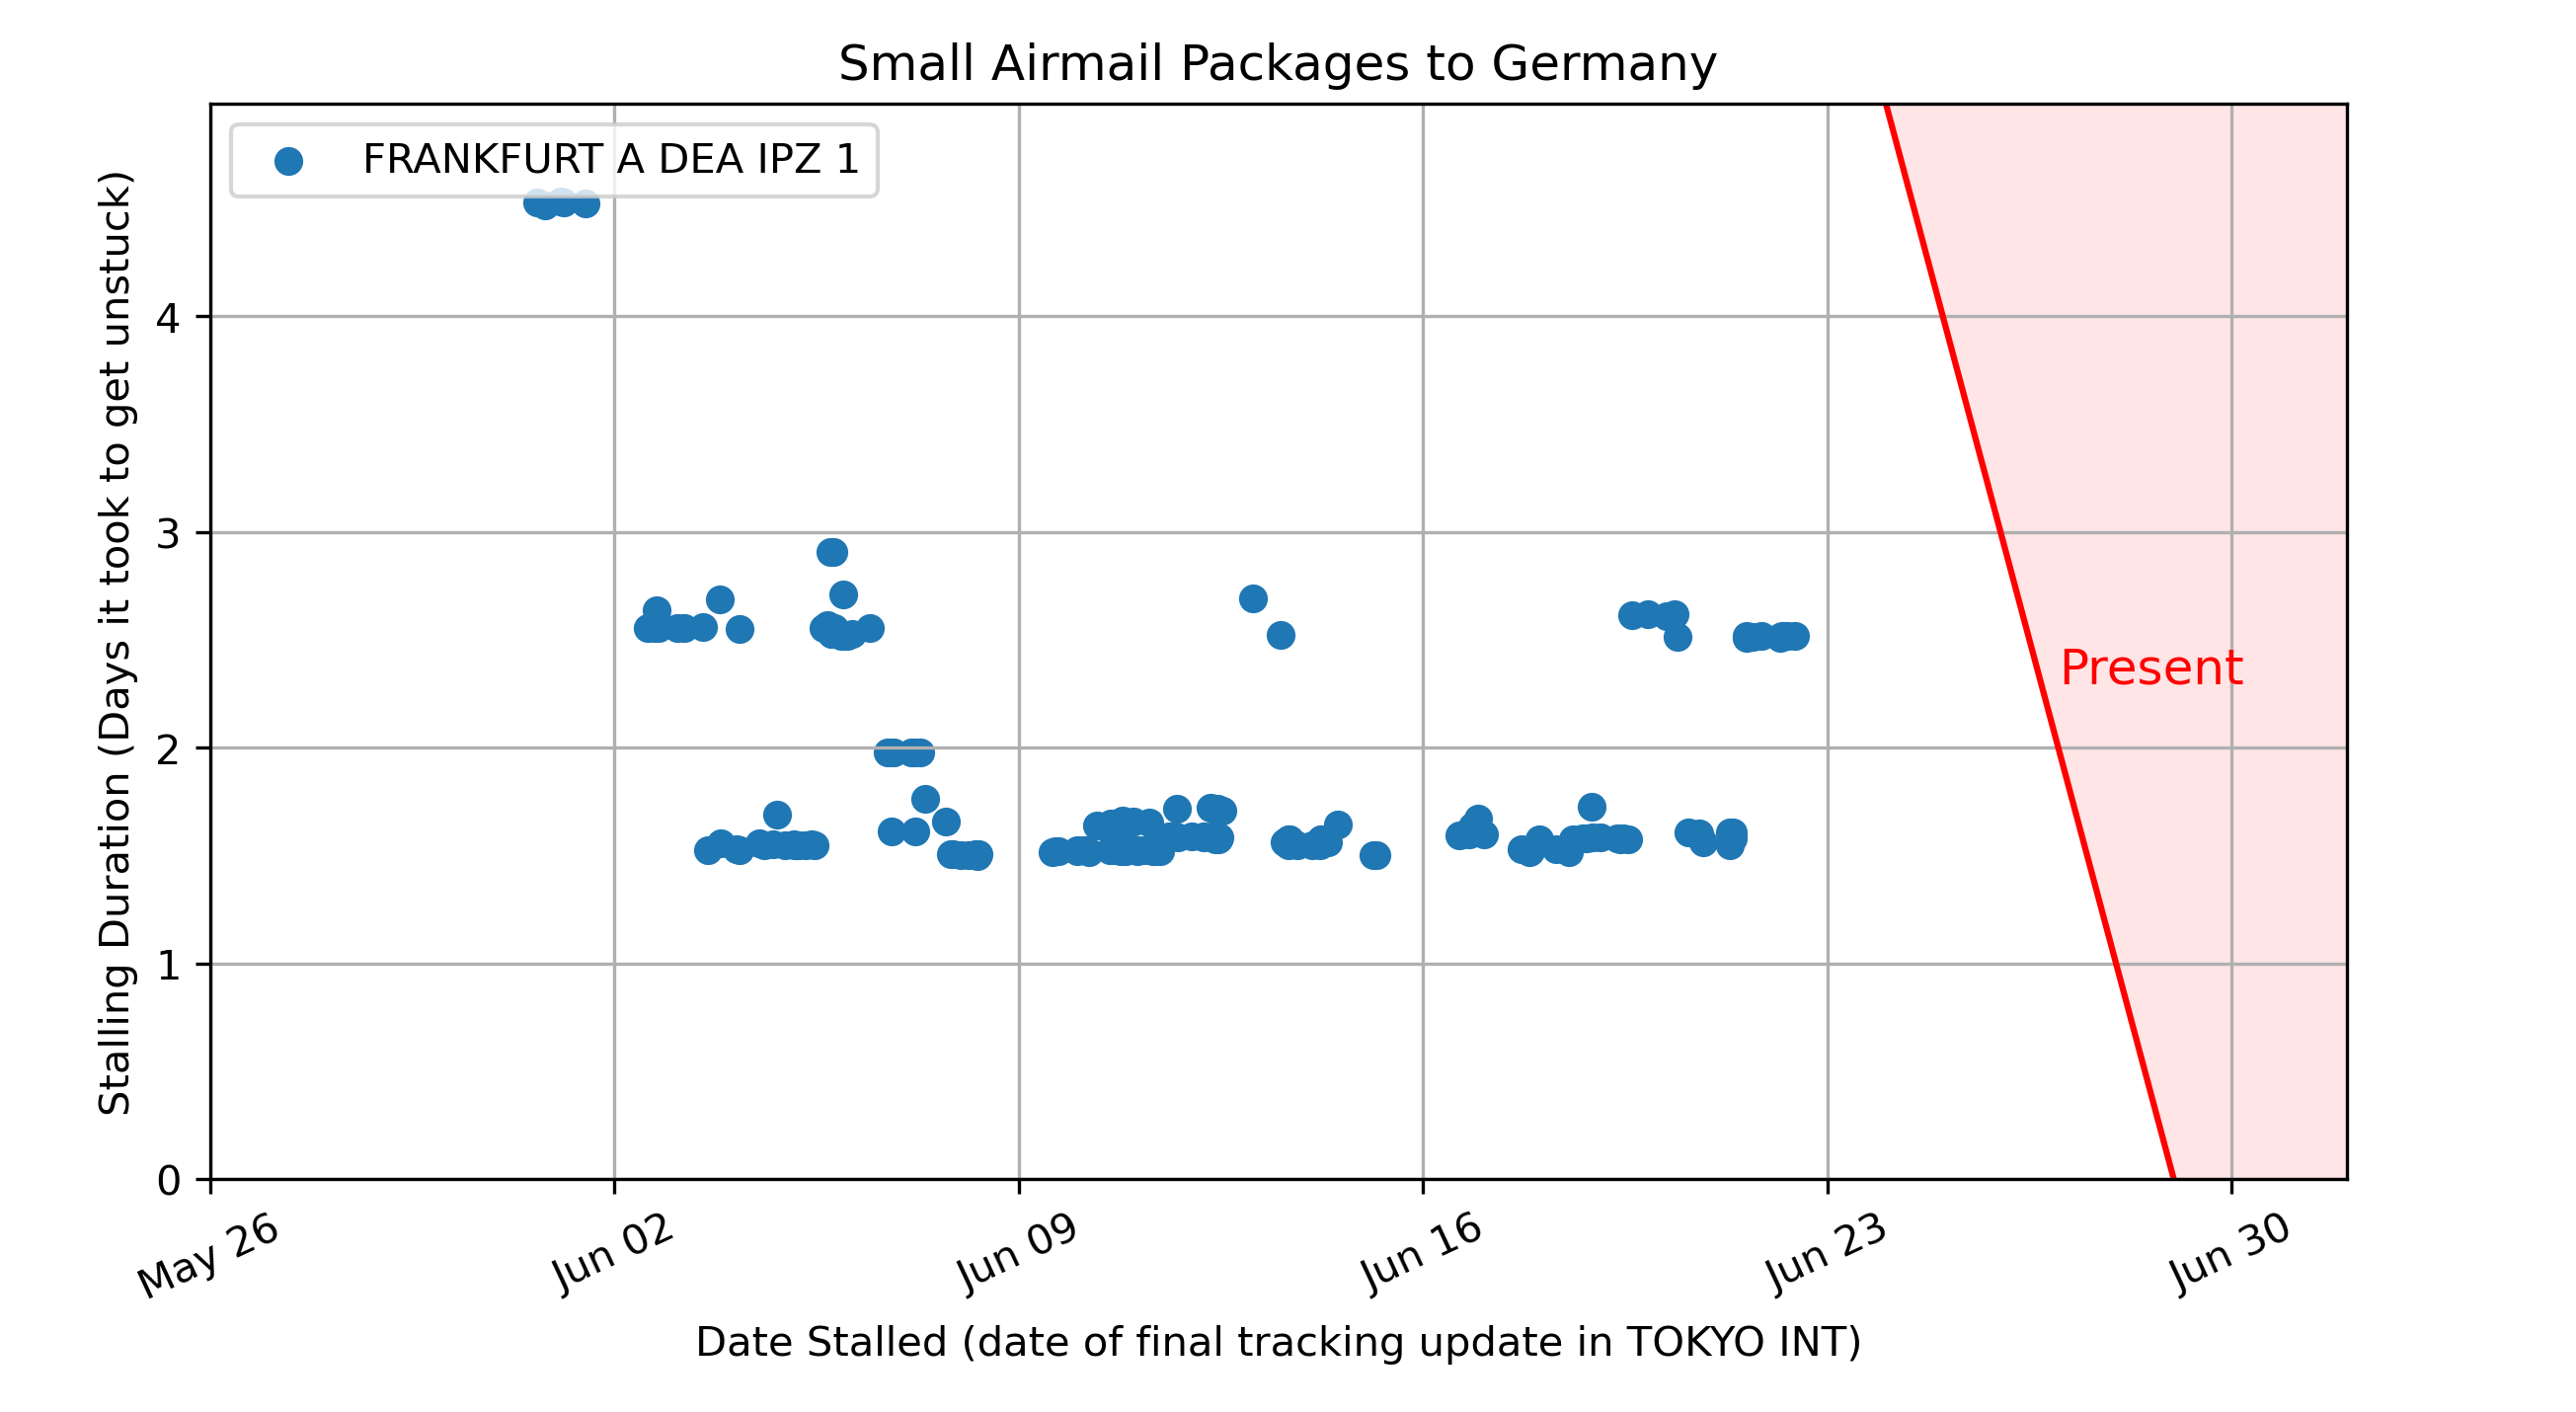 Small Airmail Packages to Germany
FRANKFURT A DEA IPZ 1
Stalling Duration (Days it took to get unstuck)
4
3
2
1
0
Present
May 26
Jun 02
Jun 09
Jun 16
Jun 23
Jun 30
Date Stalled (date of final tracking update in TOKYO INT)